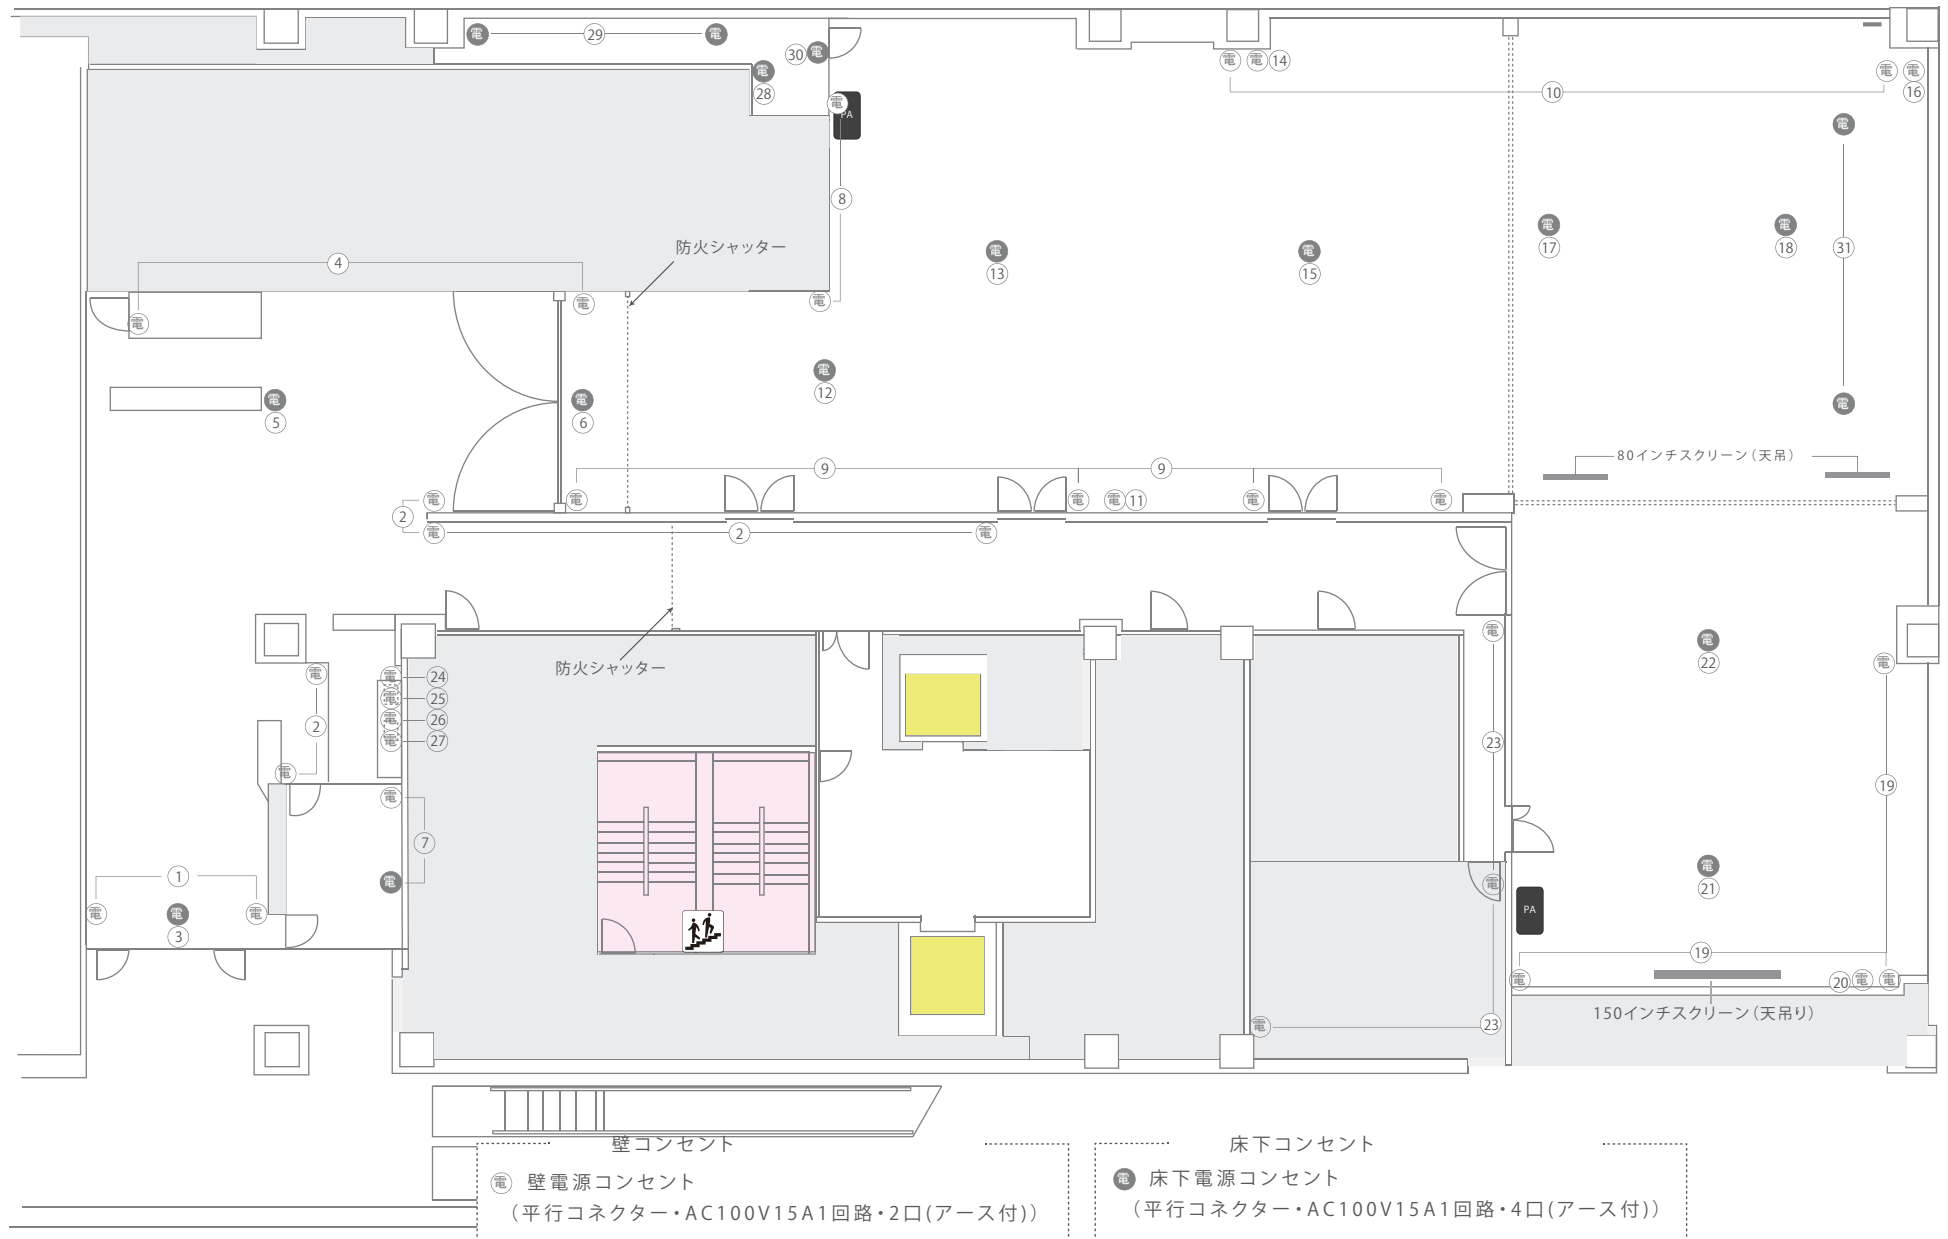 電 29 電
30 電
電 28
電 電 14
電 電 16
10
電 PA
電
8
電 17
電 18
31
防火シャッター
4
電 13
電 15
電
電
電
電 12
電 5
電 6
電
9 9
80インチスクリーン（天吊）
電 電 電 電 11 電 電
2
電 2 電
電
電 22
電
防火シャッター
電
電 24
電 25
電 26
電 27
2
23
電
19
電
7
電 21
1
電
電
PA
電 電 電
3
19
電 20 電 電
150インチスクリーン（天吊り）
電 23
壁コンセント
電 壁電源コンセント
（平行コネクター・AC100V15A1回路・2口(アース付)）
床下コンセント
電 床下電源コンセント
（平行コネクター・AC100V15A1回路・4口(アース付)）